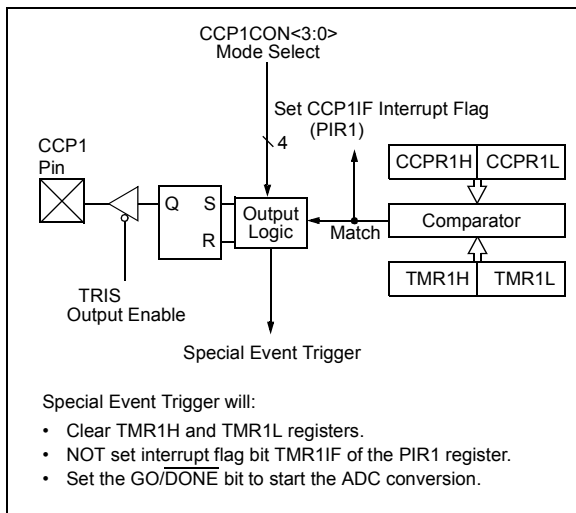 CCP1CON<3:0>
Mode Select
Set CCP1IF Interrupt Flag
(PIR1)
4
CCP1
Pin
CCPR1H CCPR1L
Q S
R
Output
Logic
Match
Comparator
TMR1H TMR1L
TRIS
Output Enable
Special Event Trigger
Special Event Trigger will:
• Clear TMR1H and TMR1L registers.
• NOT set interrupt flag bit TMR1IF of the PIR1 register.
• Set the GO/DONE bit to start the ADC conversion.